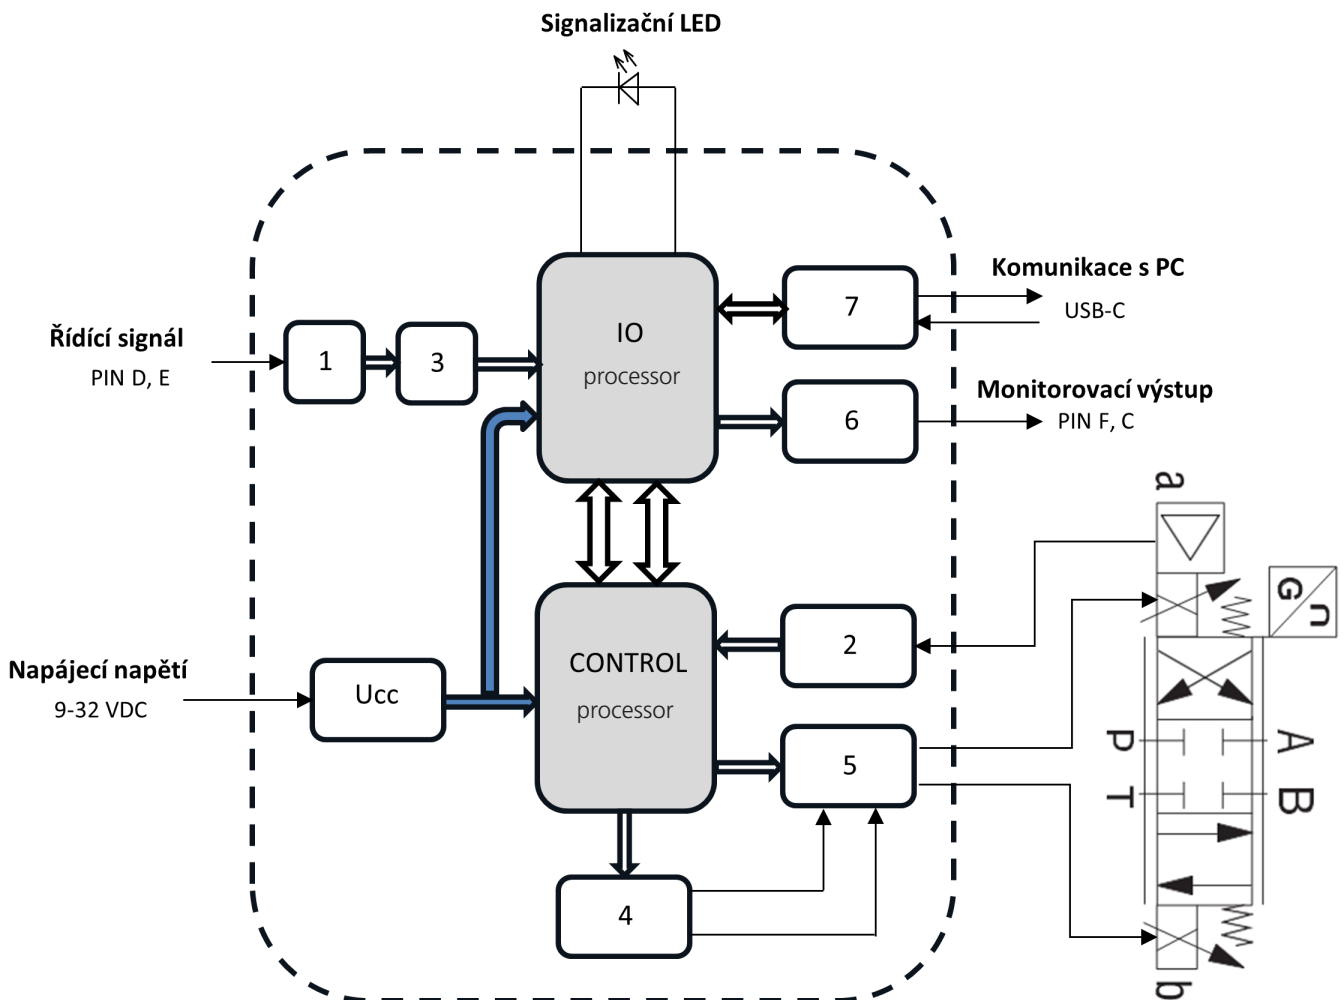 Signalizační LED
Komunikace s PC
USB-C
7
IO
processor
Řídící signál
PIN D, E
1
3
Monitorovací výstup
PIN F, C
6
a
G
U
2
CONTROL
processor
Napájecí napětí
9-32 VDC
Ucc
5
P
A
T
B
4
b